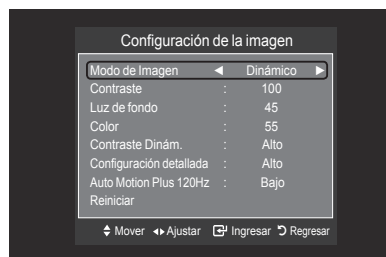 Configuración de la imagen
Modo de Imagen ◄ Dinámico ►
Contraste : 100
Luz de fondo : 45
Color : 55
Contraste Dinám. : Alto
Configuración detallada : Alto
Auto Motion Plus 120Hz : Bajo
Reiniciar
Mover Ajustar Ingresar Regresar